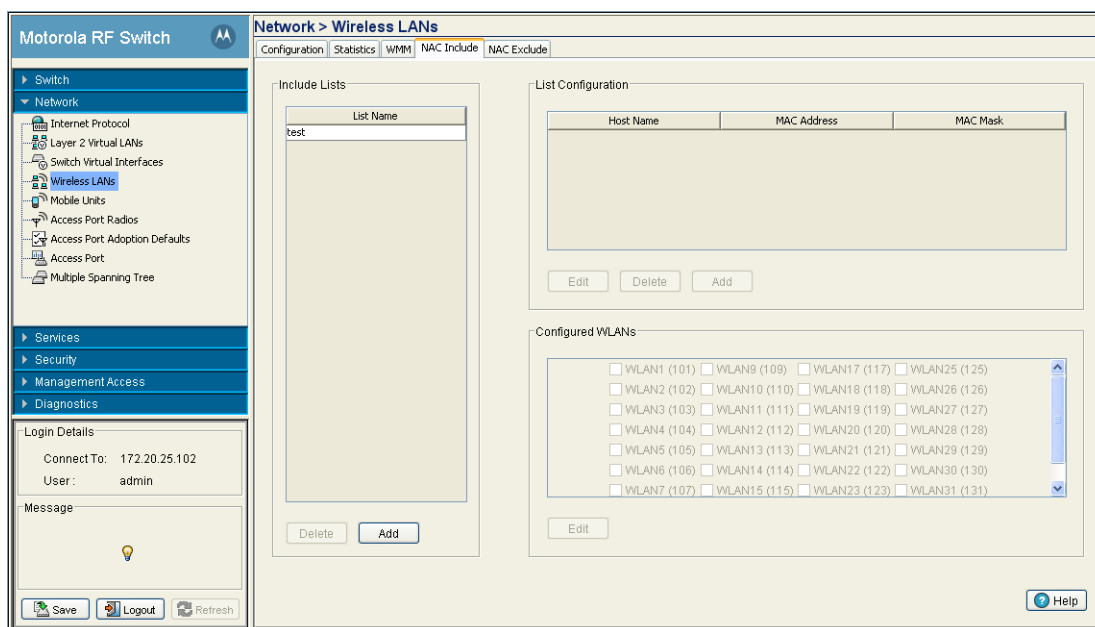 Motorola RF Switch
Switch
Network
Internet Protocol
Layer 2 Virtual LANs
Switch Virtual Interfaces
Wireless LANs
Mobile Units
Access Port Radios
Access Port Adoption Defaults
Access Port
Multiple Spanning Tree
Services
Security
Management Access
Diagnostics
Login Details
Connect To: 172.20.25.102
User : admin
Message
Save Logout Refresh
Network > Wireless LANs
Configuration Statistics WMM NAC Include NAC Exclude
Include Lists
List Name
test
Delete Add
List Configuration
Host Name MAC Address MAC Mask
Edit Delete Add
Configured WLANs
WLAN1 (101) WLAN9 (109) WLAN17 (117) WLAN25 (125)
WLAN2 (102) WLAN10 (110) WLAN18 (118) WLAN26 (126)
WLAN3 (103) WLAN11 (111) WLAN19 (119) WLAN27 (127)
WLAN4 (104) WLAN12 (112) WLAN20 (120) WLAN28 (128)
WLAN5 (105) WLAN13 (113) WLAN21 (121) WLAN29 (129)
WLAN6 (106) WLAN14 (114) WLAN22 (122) WLAN30 (130)
WLAN7 (107) WLAN15 (115) WLAN23 (123) WLAN31 (131)
Edit
Help